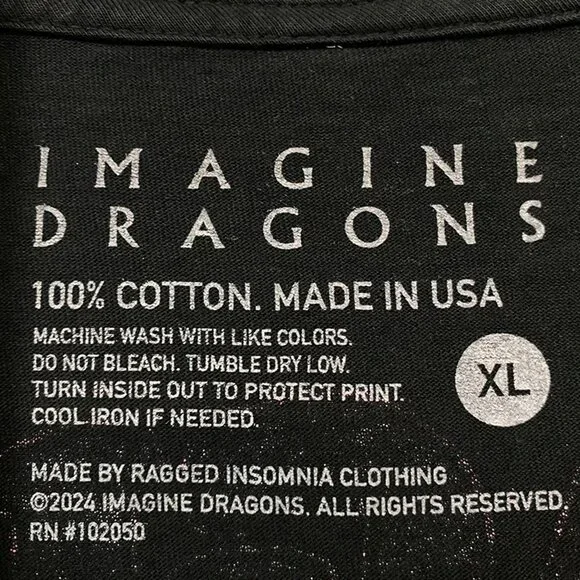 IMAGINE
DRAGONS
100% COTTON. MADE IN USA
MACHINE WASH WITH LIKE COLORS.
DO NOT BLEACH. TUMBLE DRY LOW.
TURN INSIDE OUT TO PROTECT PRINT.
COOL IRON IF NEEDED.
XL
MADE BY RAGGED INSOMNIA CLOTHING
©2024 IMAGINE DRAGONS. ALL RIGHTS RESERVED.
RN #102050